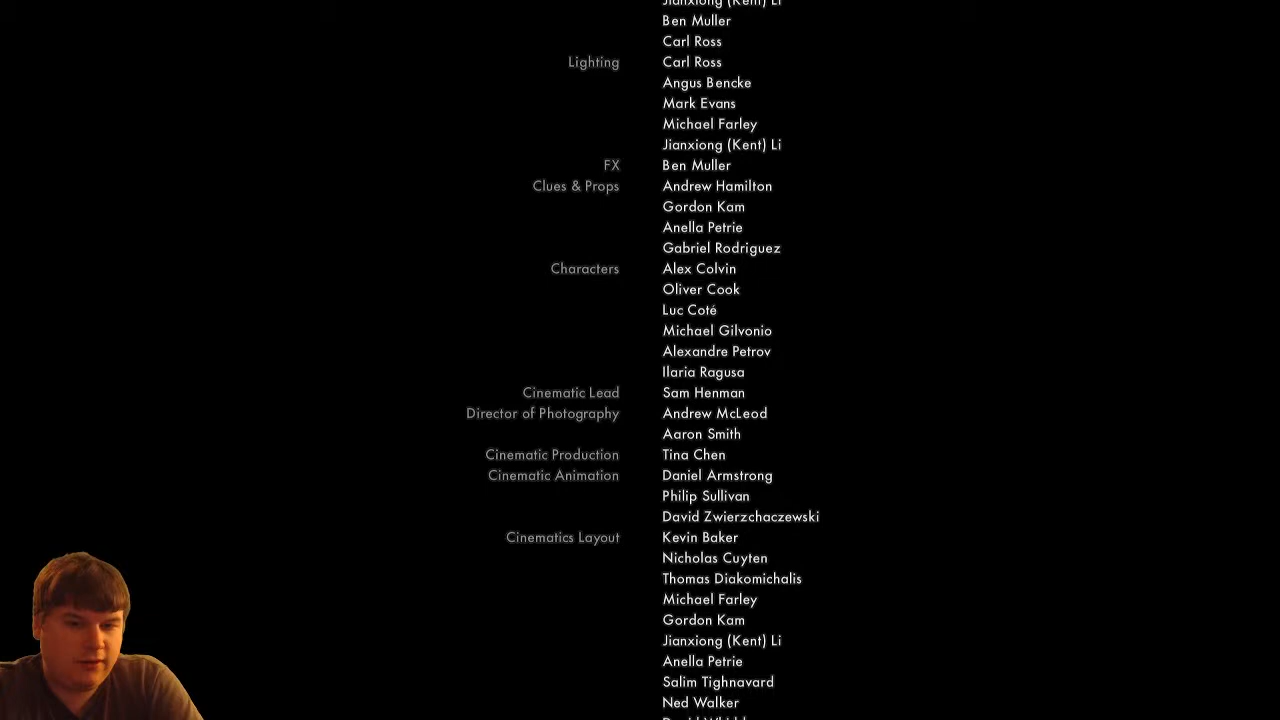 Jianxiong (Kent) Li
Ben Muller
Carl Ross
Lighting Carl Ross
Angus Bencke
Mark Evans
Michael Farley
Jianxiong (Kent) Li
FX Ben Muller
Clues & Props Andrew Hamilton
Gordon Kam
Anella Petrie
Gabriel Rodriguez
Characters Alex Colvin
Oliver Cook
Luc Coté
Michael Gilvonio
Alexandre Petrov
Ilaria Ragusa
Cinematic Lead Sam Henman
Director of Photography Andrew McLeod
Aaron Smith
Cinematic Production Tina Chen
Cinematic Animation Daniel Armstrong
Philip Sullivan
David Zwierzchaczewski
Cinematics Layout Kevin Baker
Nicholas Cuyten
Thomas Diakomichalis
Michael Farley
Gordon Kam
Jianxiong (Kent) Li
Anella Petrie
Salim Tighnavard
Ned Walker
David